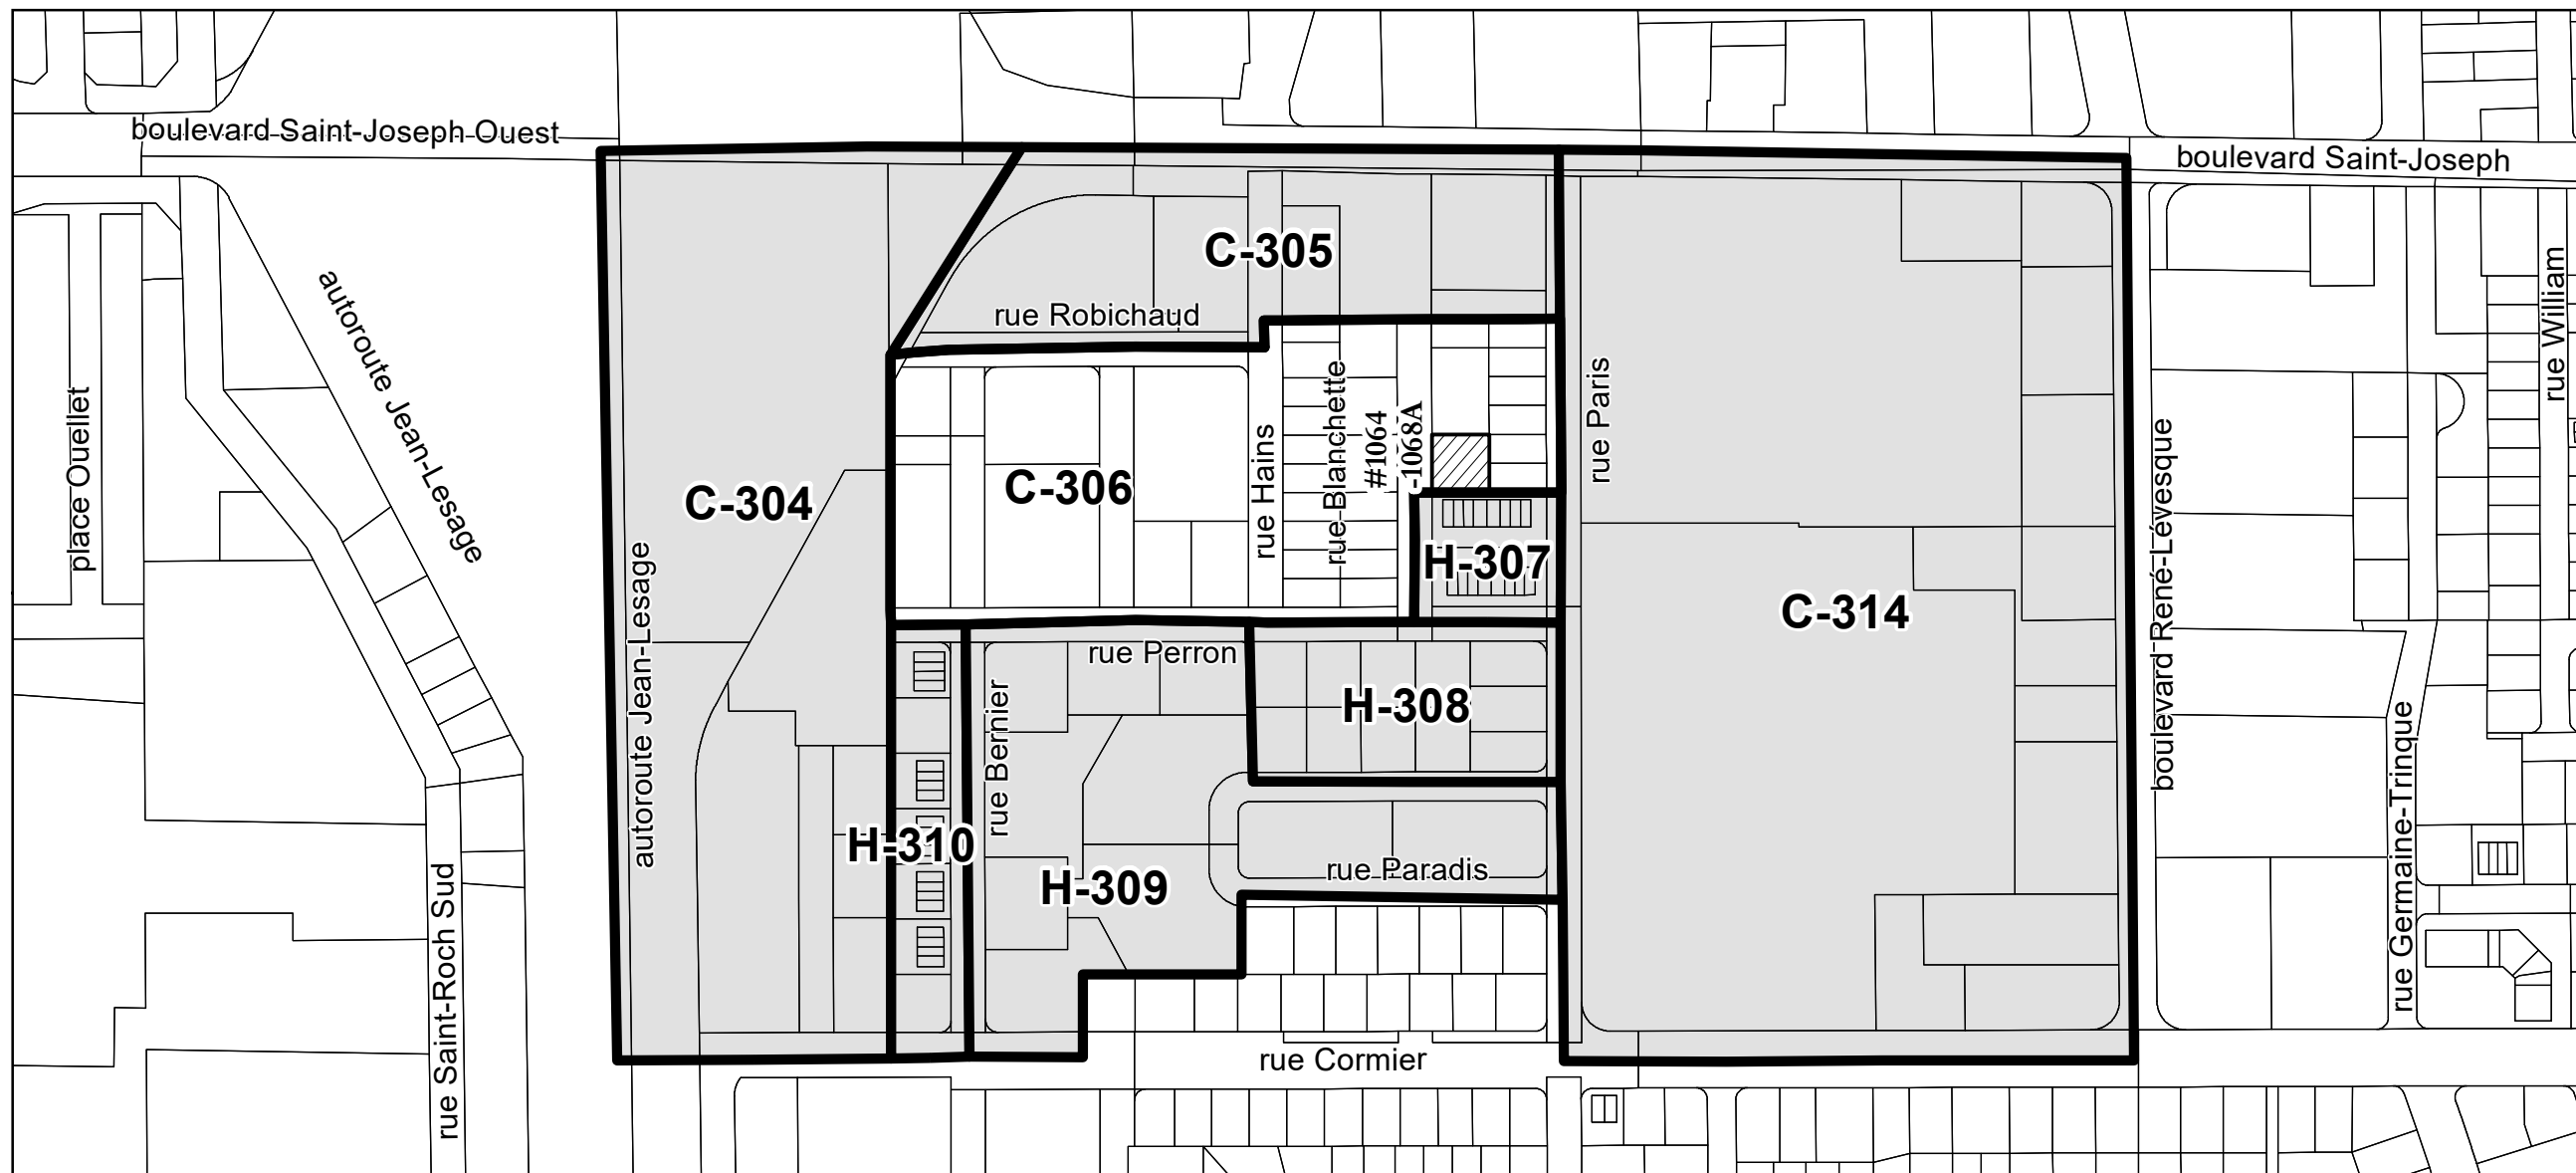 boulevard Saint-Joseph Ouest
boulevard Saint-Joseph
autoroute Jean-Lesage
place Ouellet
C-305
rue Robichaud
rue William
rue Paris
C-304
C-306
rue Hains
rue Blanchette
#1064
-1068A
H-307
C-314
boulevard René-Lévesque
autoroute Jean-Lesage
rue Perron
rue Bernier
H-308
H-310
H-309
rue Paradis
rue Germaine-Trinque
rue Saint-Roch Sud
rue Cormier